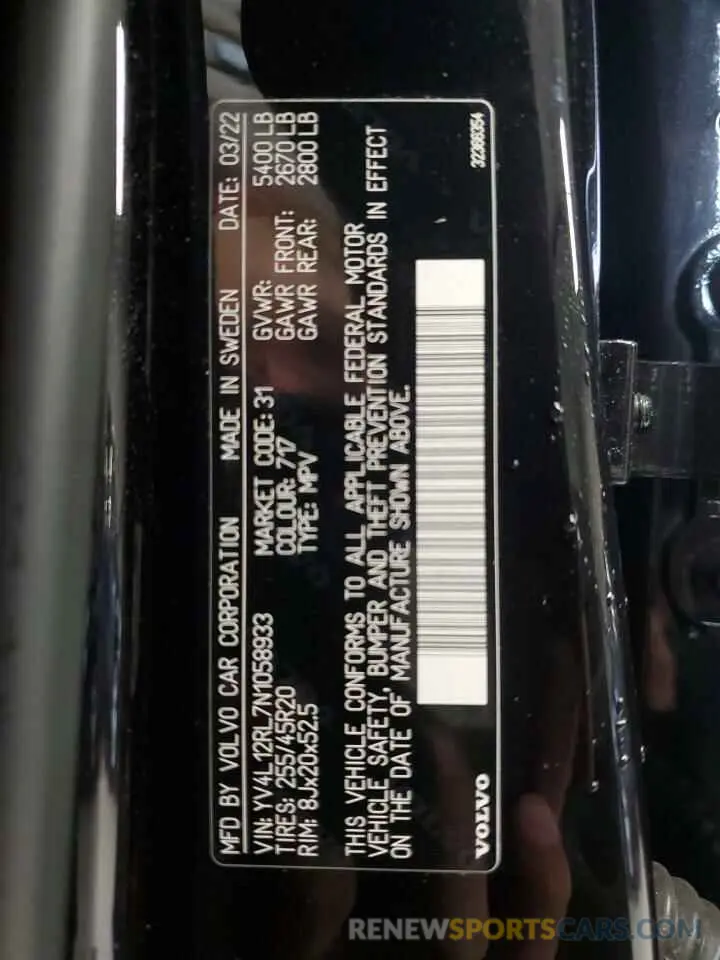 MFD BY VOLVO CAR CORPORATION MADE IN SWEDEN DATE: 03/22
VIN: YV4L12RL7N1058933 MARKET CODE: 31 GVWR: 5400 LB
TIRES: 255/45R20 COLOUR: 717 GAWR FRONT: 2670 LB
RIM: 8Jx20x52.5 TYPE: MPV GAWR REAR: 2800 LB
THIS VEHICLE CONFORMS TO ALL APPLICABLE FEDERAL MOTOR
VEHICLE SAFETY, BUMPER AND THEFT PREVENTION STANDARDS IN EFFECT
ON THE DATE OF MANUFACTURE SHOWN ABOVE.
VOLVO 32388354
RENEWSPORTSCARS.COM